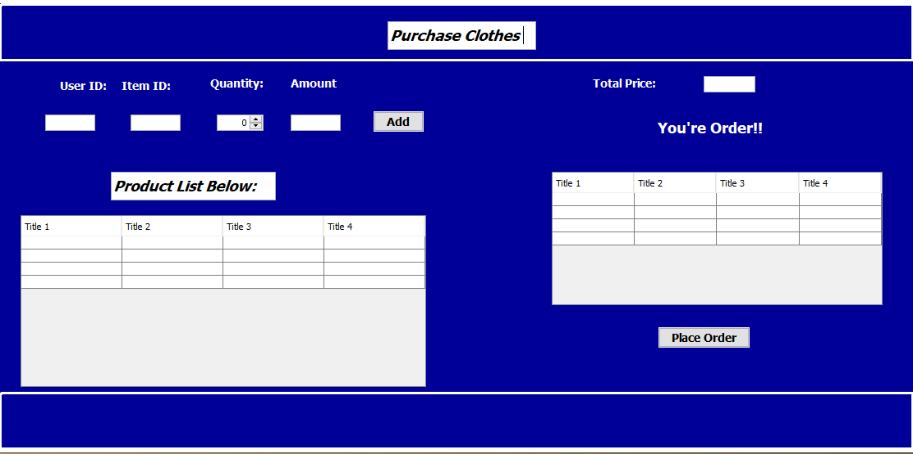 Purchase Clothes
User ID: Item ID: Quantity: Amount
Total Price:
0
Add
You're Order!!
Product List Below:
Title 1 Title 2 Title 3 Title 4
Title 1 Title 2 Title 3 Title 4
Place Order